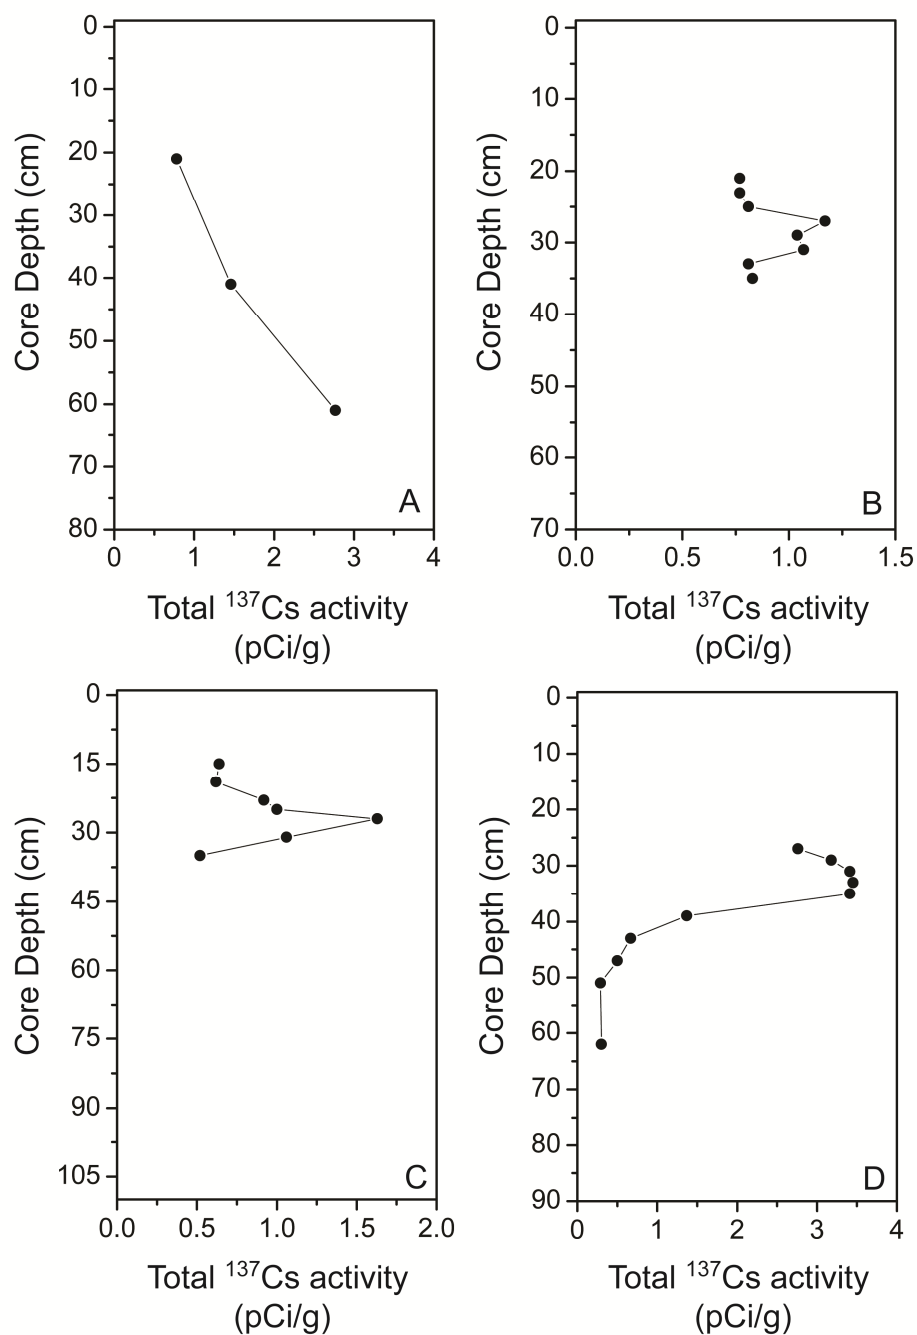 0
10
20
30
40
50
60
70
80
Core Depth (cm)
A
0 1 2 3 4
Total ¹³⁷Cs activity
(pCi/g)
0
10
20
30
40
50
60
70
Core Depth (cm)
B
0.0 0.5 1.0 1.5
Total ¹³⁷Cs activity
(pCi/g)
0
15
30
45
60
75
90
105
Core Depth (cm)
C
0.0 0.5 1.0 1.5 2.0
Total ¹³⁷Cs activity
(pCi/g)
0
10
20
30
40
50
60
70
80
90
Core Depth (cm)
D
0 1 2 3 4
Total ¹³⁷Cs activity
(pCi/g)